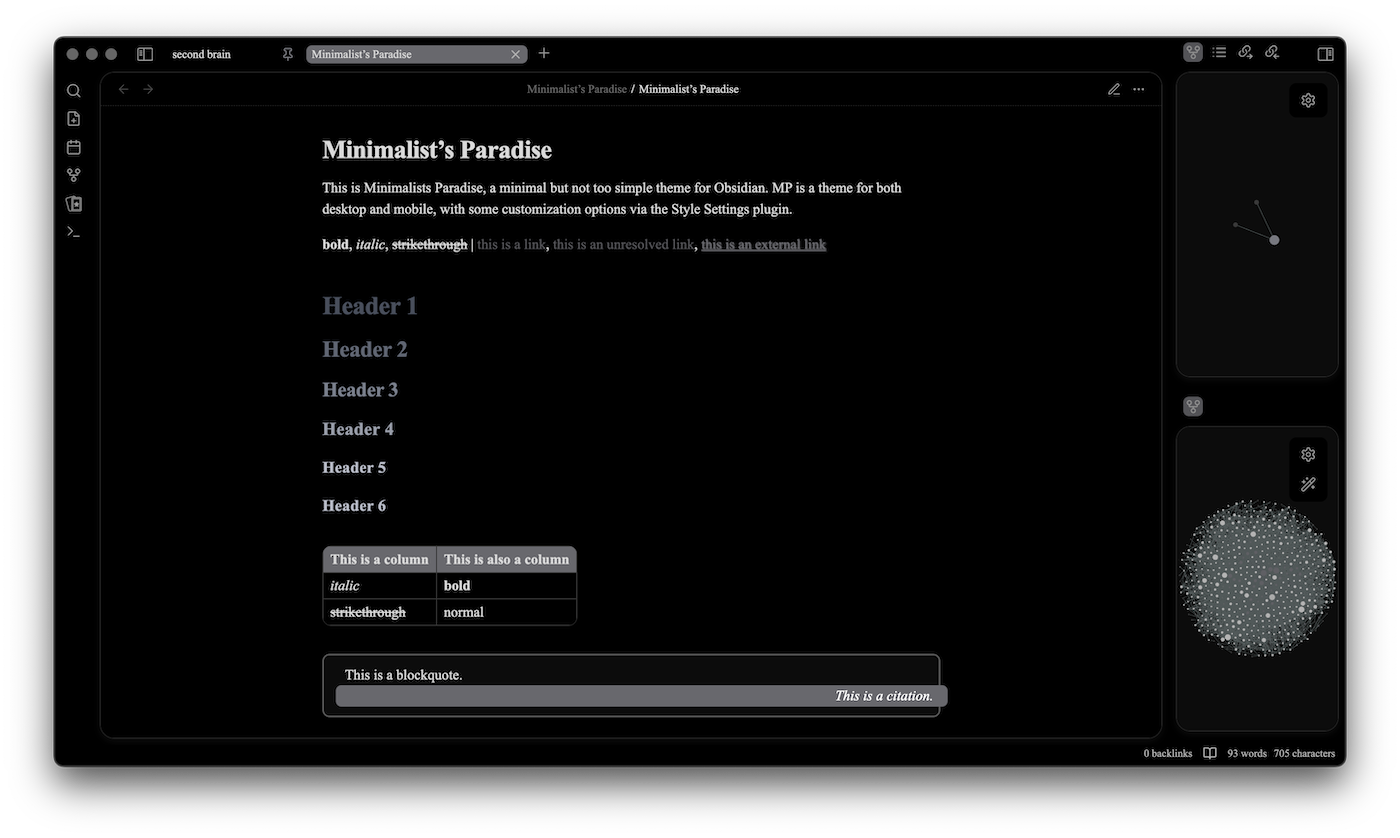 second brain
Minimalist’s Paradise
Minimalist’s Paradise / Minimalist’s Paradise
Minimalist’s Paradise
This is Minimalists Paradise, a minimal but not too simple theme for Obsidian. MP is a theme for both
desktop and mobile, with some customization options via the Style Settings plugin.
bold, italic, strikethrough | this is a link, this is an unresolved link, this is an external link
Header 1
Header 2
Header 3
Header 4
Header 5
Header 6
This is a column This is also a column
italic bold
strikethrough normal
This is a blockquote.
This is a citation.
0 backlinks 93 words 705 characters